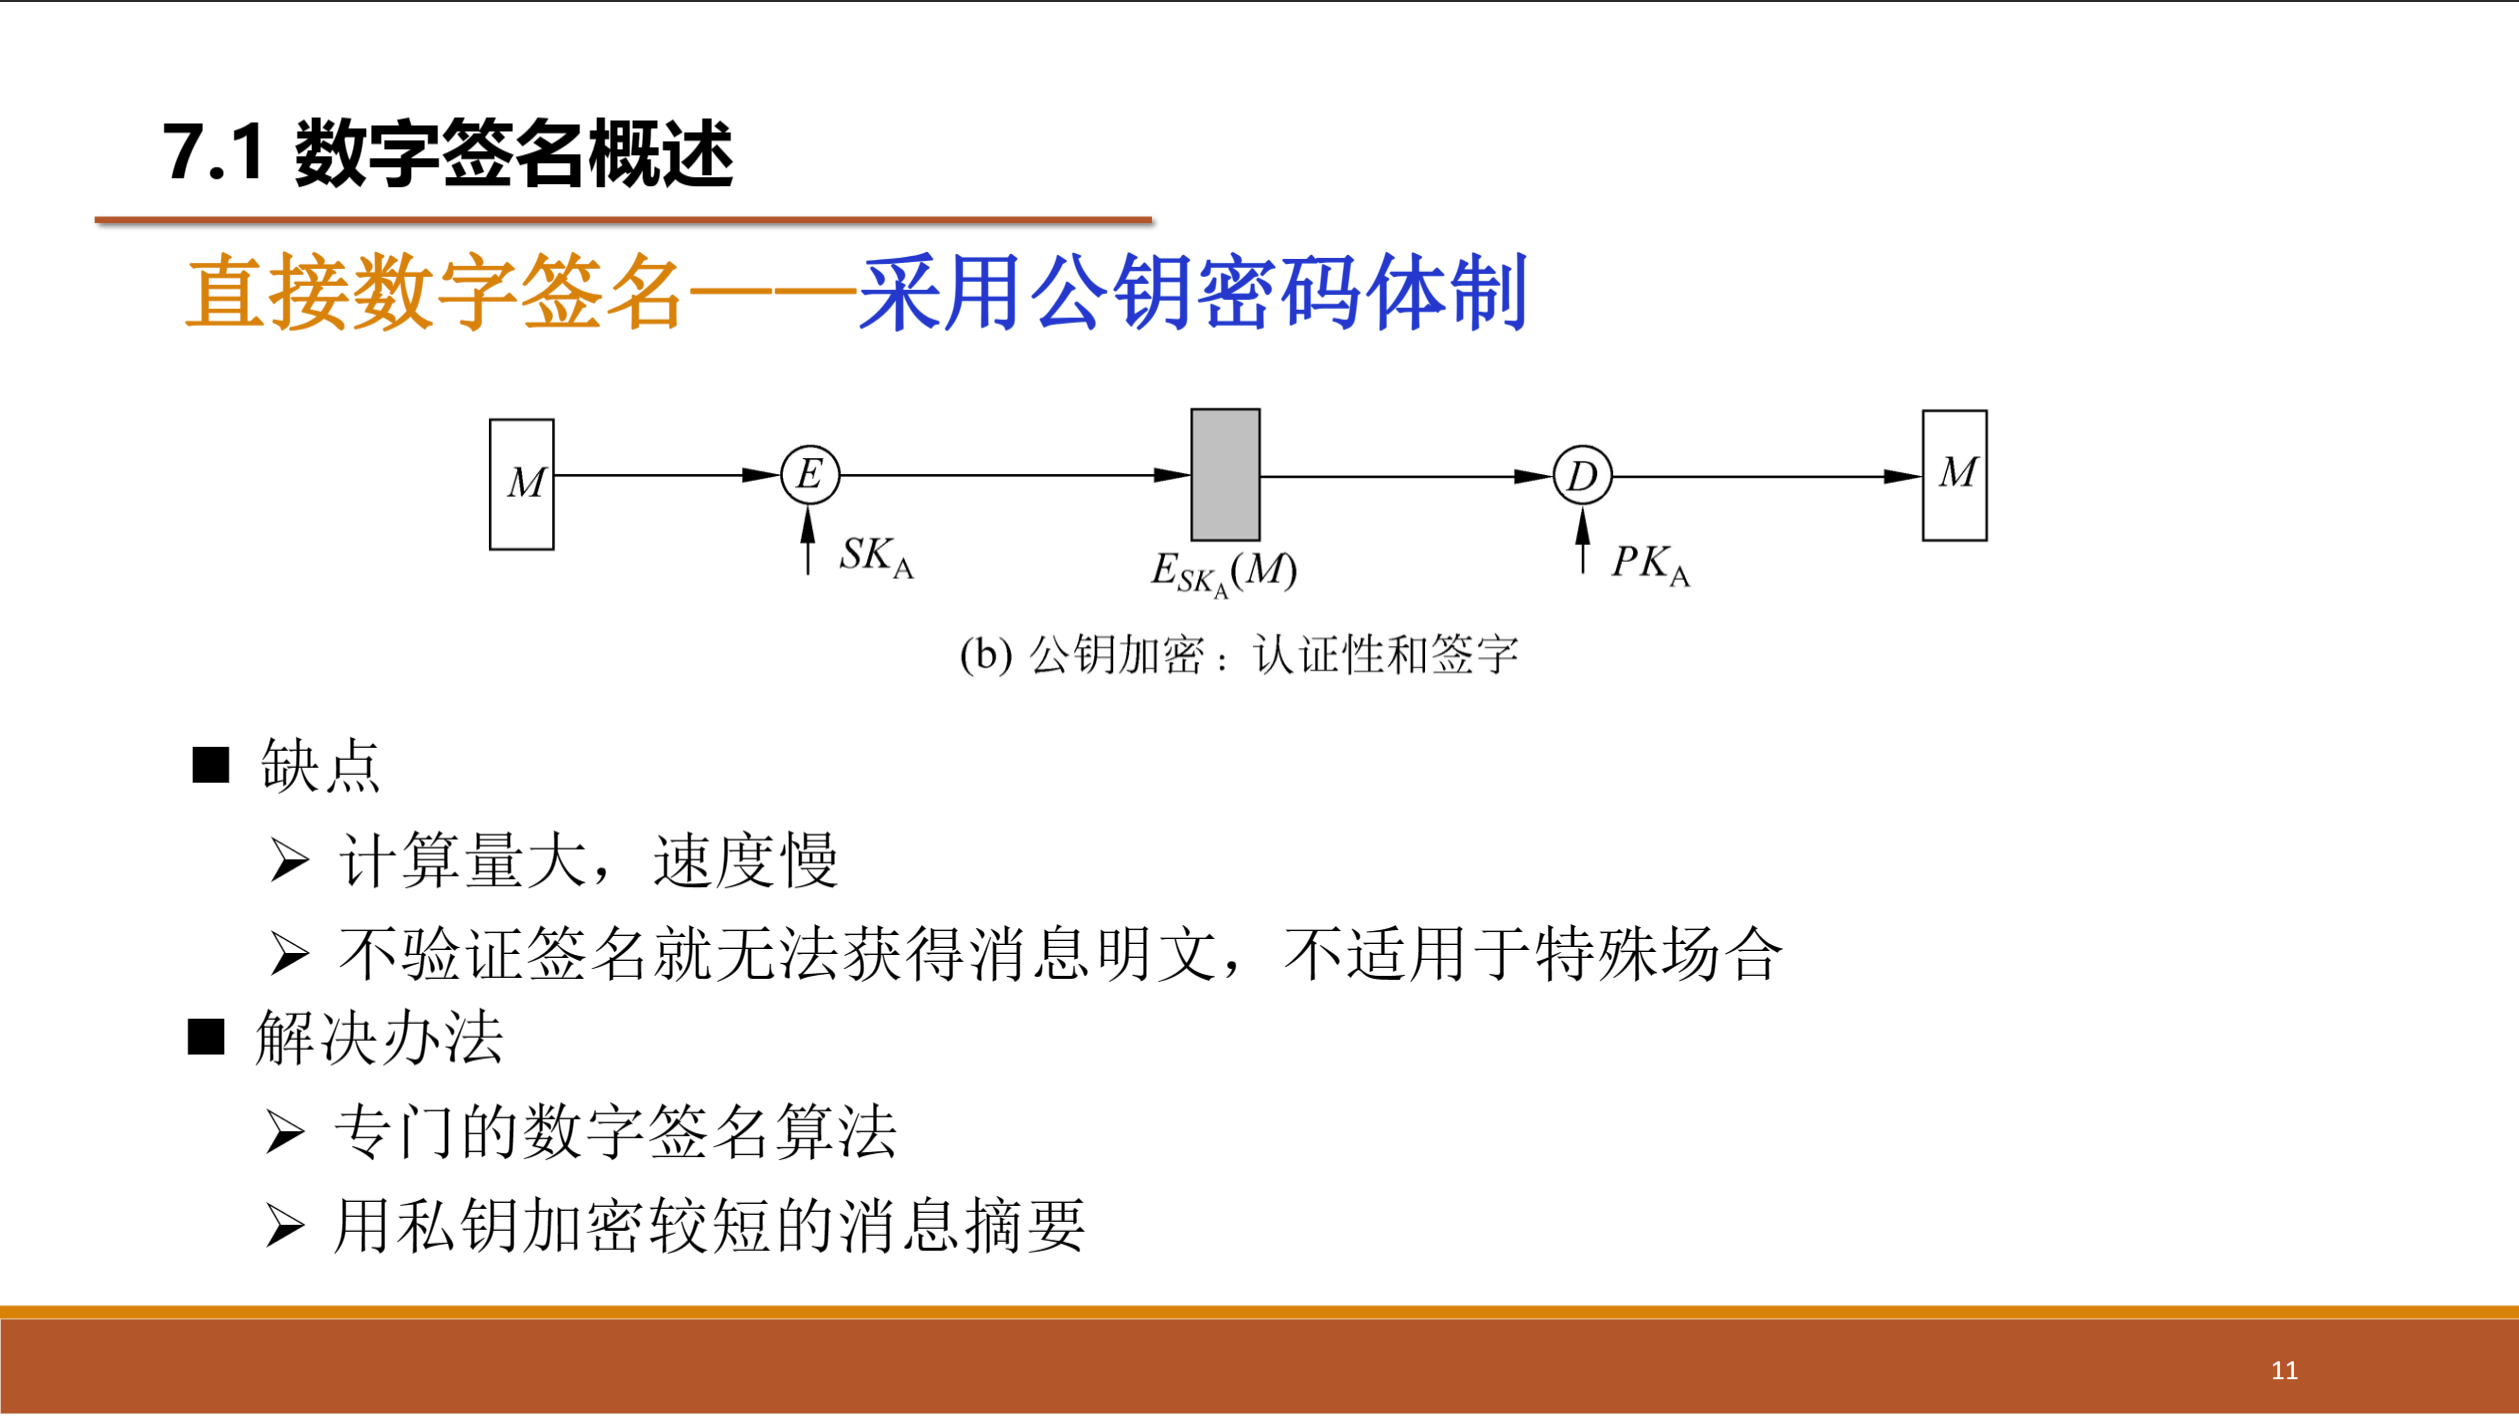 7.1 数字签名概述
直接数字签名——采用公钥密码体制
M E D M
SK_A E_{SK_A}(M) PK_A
(b) 公钥加密：认证性和签字
■ 缺点
➢ 计算量大，速度慢
➢ 不验证签名就无法获得消息明文，不适用于特殊场合
■ 解决办法
➢ 专门的数字签名算法
➢ 用私钥加密较短的消息摘要
11